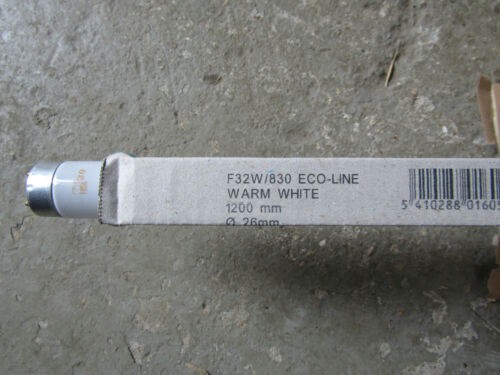 F32W/830 ECO-LINE
WARM WHITE
1200 mm
Ø 26mm
5 410288 01605